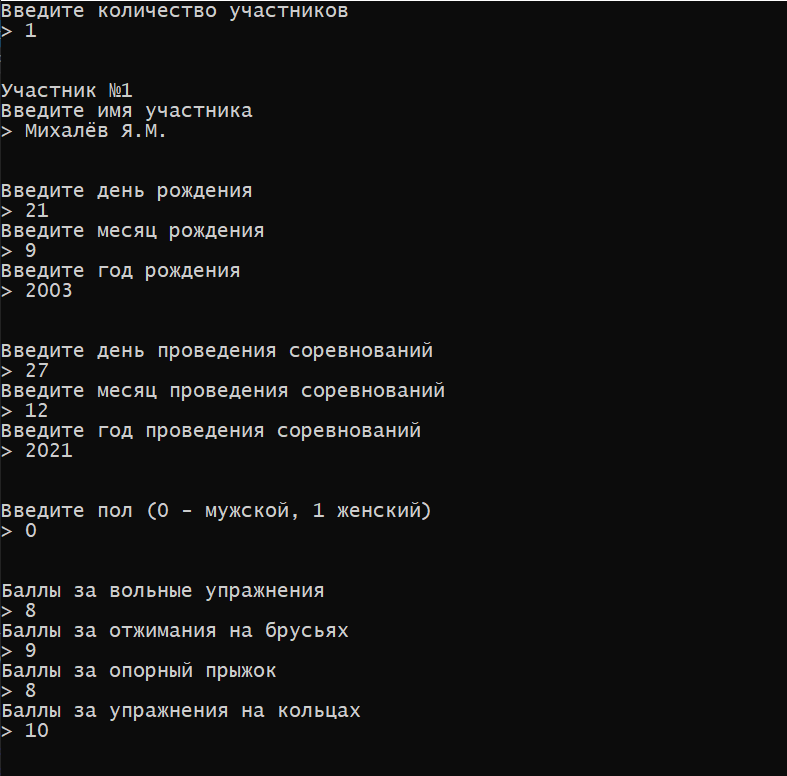 Введите количество участников
> 1
Участник №1
Введите имя участника
> Михалёв Я.М.
Введите день рождения
> 21
Введите месяц рождения
> 9
Введите год рождения
> 2003
Введите день проведения соревнований
> 27
Введите месяц проведения соревнований
> 12
Введите год проведения соревнований
> 2021
Введите пол (0 - мужской, 1 женский)
> 0
Баллы за вольные упражнения
> 8
Баллы за отжимания на брусьях
> 9
Баллы за опорный прыжок
> 8
Баллы за упражнения на кольцах
> 10